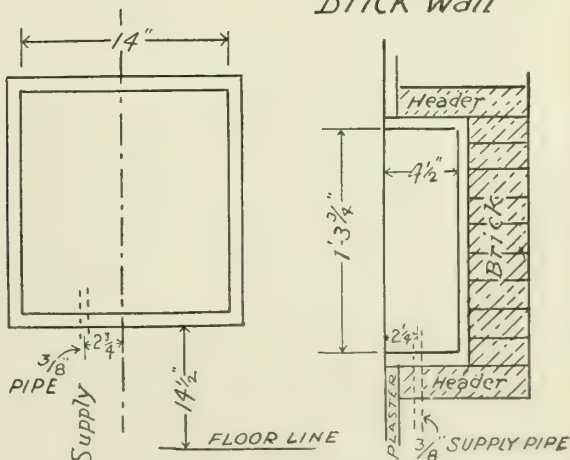 Brick Wall
14"
Header
4½"
1'-3¾"
Brick
2¾"
2¼"
3/8"
PIPE
Supply
14½"
FLOOR LINE
PLASTER
Header
3/8" SUPPLY PIPE